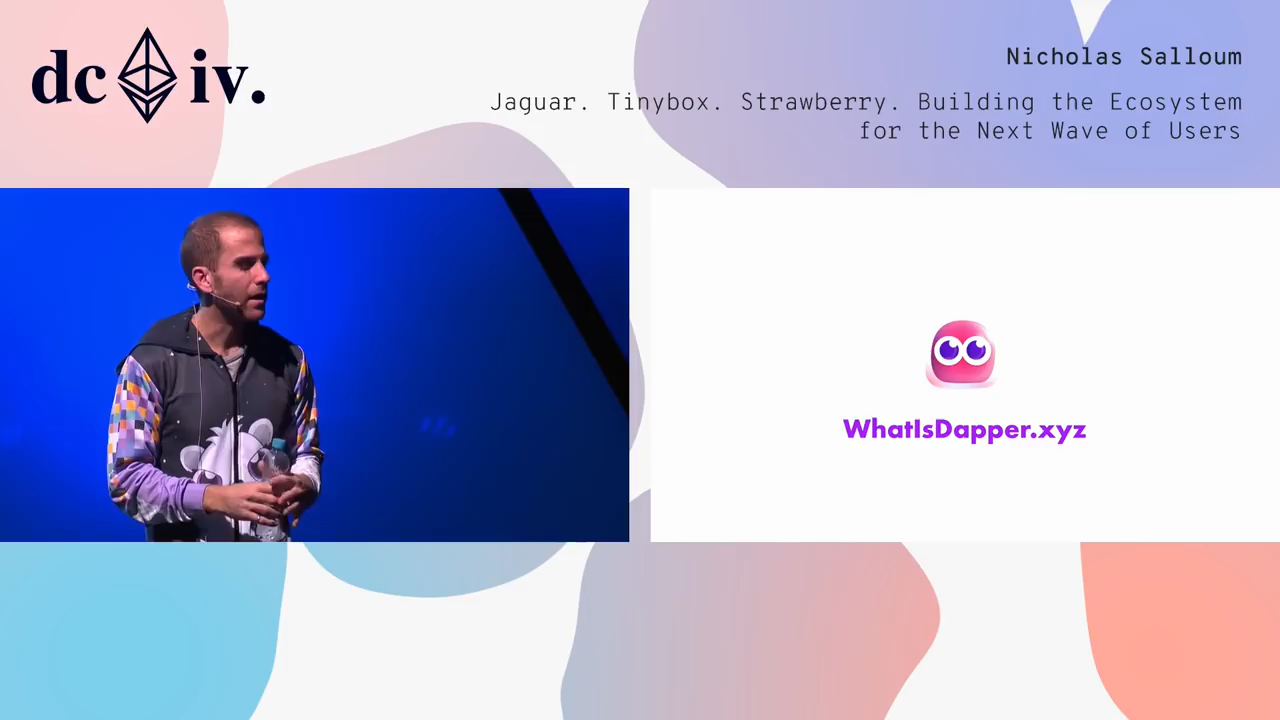 dc iv.
Nicholas Salloum
Jaguar. Tinybox. Strawberry. Building the Ecosystem
for the Next Wave of Users
WhatIsDapper.xyz